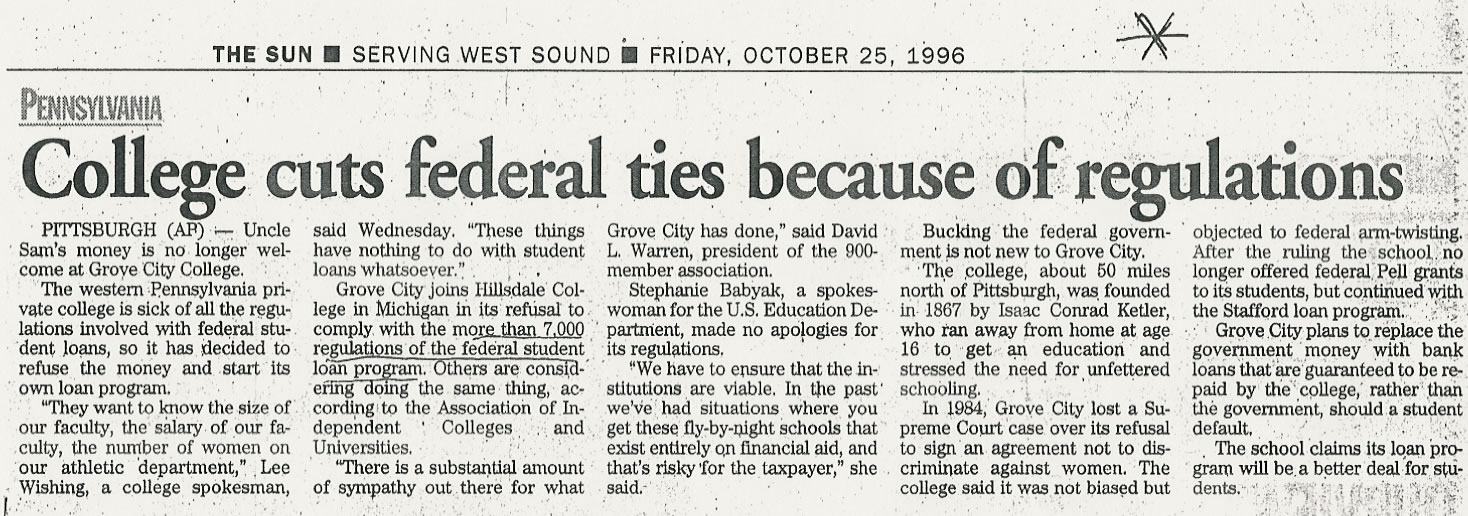 THE SUN ■ SERVING WEST SOUND ■ FRIDAY, OCTOBER 25, 1996
PENNSYLVANIA
College cuts federal ties because of regulations
PITTSBURGH (AP) — Uncle
Sam's money is no longer wel-
come at Grove City College.
The western Pennsylvania pri-
vate college is sick of all the regu-
lations involved with federal stu-
dent loans, so it has decided to
refuse the money and start its
own loan program.
"They want to know the size of
our faculty, the salary of our fa-
culty, the number of women on
our athletic department," Lee
Wishing, a college spokesman,
said Wednesday. "These things
have nothing to do with student
loans whatsoever."
Grove City joins Hillsdale Col-
lege in Michigan in its refusal to
comply with the more than 7,000
regulations of the federal student
loan program. Others are consid-
ering doing the same thing, ac-
cording to the Association of In-
dependent Colleges and
Universities.
"There is a substantial amount
of sympathy out there for what
Grove City has done," said David
L. Warren, president of the 900-
member association.
Stephanie Babyak, a spokes-
woman for the U.S. Education De-
partment, made no apologies for
its regulations.
"We have to ensure that the in-
stitutions are viable. In the past
we've had situations where you
get these fly-by-night schools that
exist entirely on financial aid, and
that's risky for the taxpayer," she
said.
Bucking the federal govern-
ment is not new to Grove City.
The college, about 50 miles
north of Pittsburgh, was founded
in 1867 by Isaac Conrad Ketler,
who ran away from home at age
16 to get an education and
stressed the need for unfettered
schooling.
In 1984, Grove City lost a Su-
preme Court case over its refusal
to sign an agreement not to dis-
criminate against women. The
college said it was not biased but
objected to federal arm-twisting.
After the ruling the school no
longer offered federal Pell grants
to its students, but continued with
the Stafford loan program.
Grove City plans to replace the
government money with bank
loans that are guaranteed to be re-
paid by the college, rather than
the government, should a student
default.
The school claims its loan pro-
gram will be a better deal for stu-
dents.